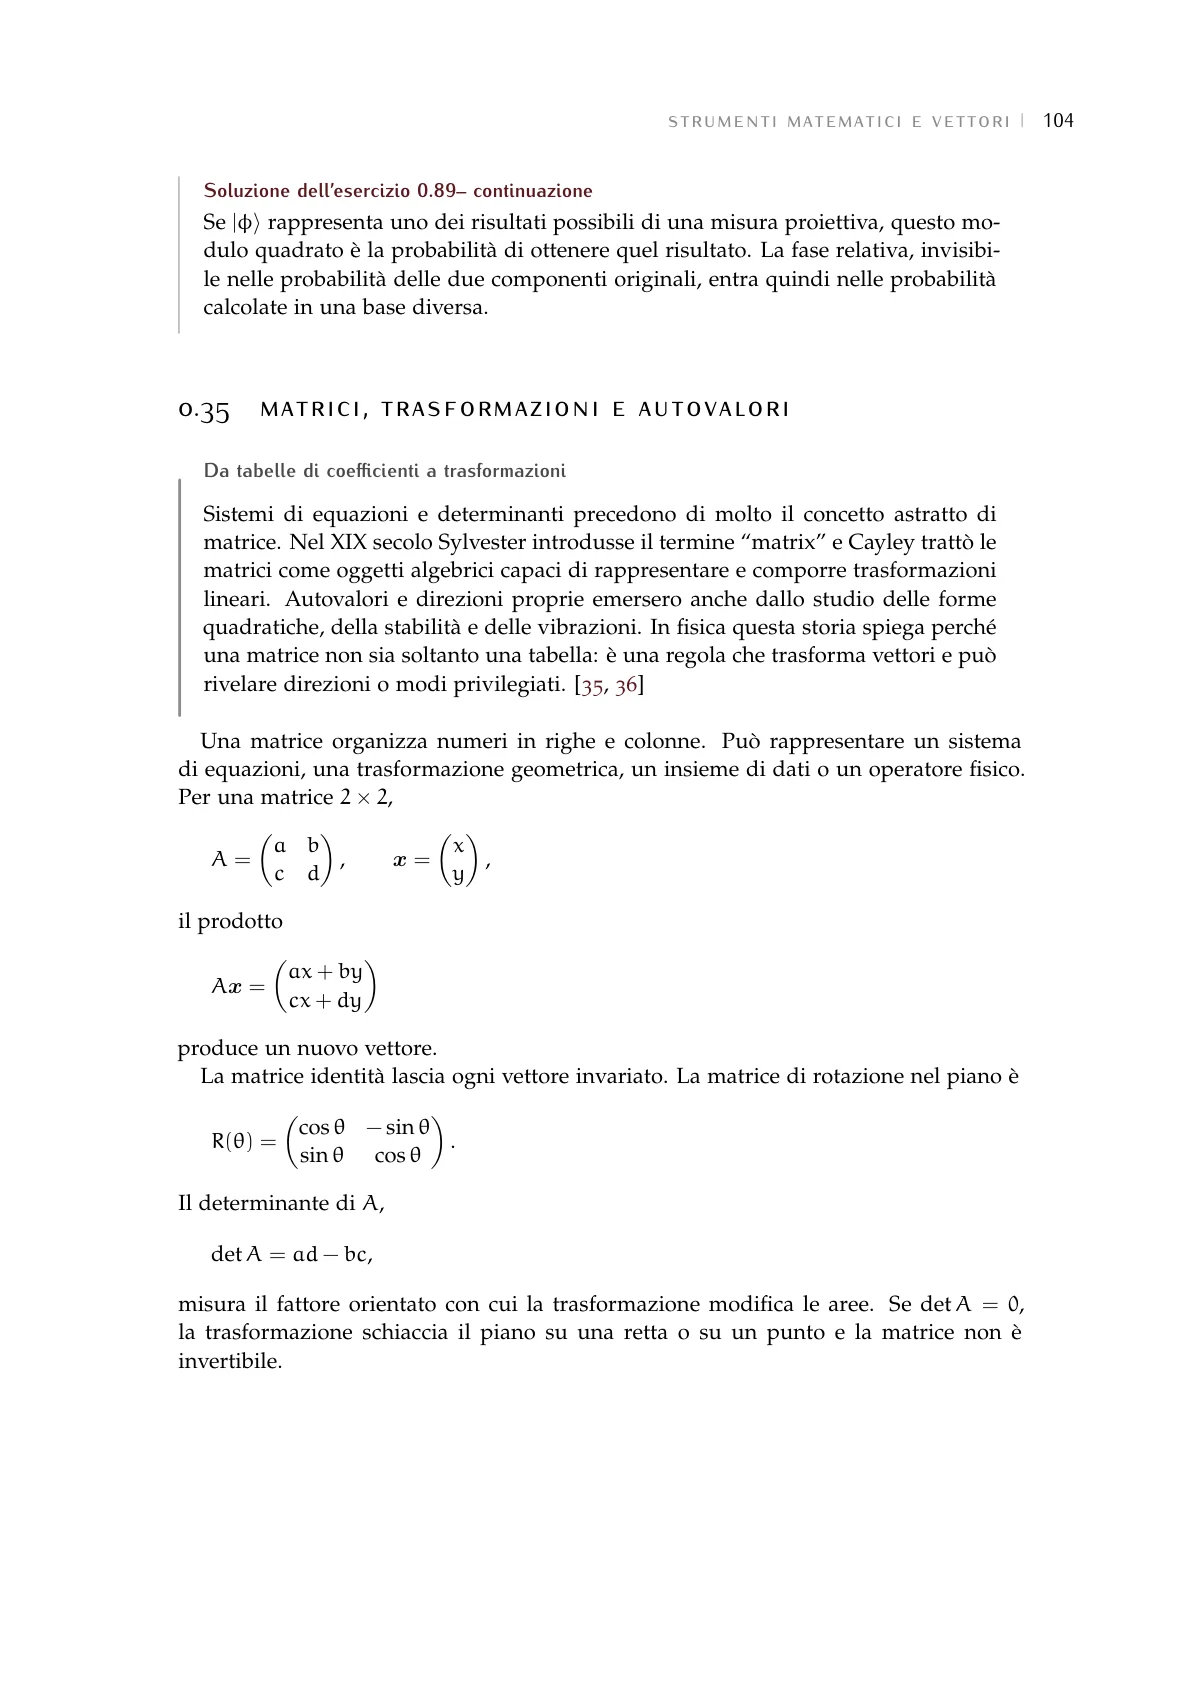 STRUMENTI MATEMATICI E VETTORI | 104
Soluzione dell'esercizio 0.89– continuazione
Se |ϕ⟩ rappresenta uno dei risultati possibili di una misura proiettiva, questo mo-
dulo quadrato è la probabilità di ottenere quel risultato. La fase relativa, invisibi-
le nelle probabilità delle due componenti originali, entra quindi nelle probabilità
calcolate in una base diversa.
0.35 MATRICI, TRASFORMAZIONI E AUTOVALORI
Da tabelle di coefficienti a trasformazioni
Sistemi di equazioni e determinanti precedono di molto il concetto astratto di
matrice. Nel XIX secolo Sylvester introdusse il termine “matrix” e Cayley trattò le
matrici come oggetti algebrici capaci di rappresentare e comporre trasformazioni
lineari. Autovalori e direzioni proprie emersero anche dallo studio delle forme
quadratiche, della stabilità e delle vibrazioni. In fisica questa storia spiega perché
una matrice non sia soltanto una tabella: è una regola che trasforma vettori e può
rivelare direzioni o modi privilegiati. [35, 36]
Una matrice organizza numeri in righe e colonne. Può rappresentare un sistema
di equazioni, una trasformazione geometrica, un insieme di dati o un operatore fisico.
Per una matrice 2 × 2,
A = (a b
c d), x = (x
y),
il prodotto
Ax = (ax + by
cx + dy)
produce un nuovo vettore.
La matrice identità lascia ogni vettore invariato. La matrice di rotazione nel piano è
R(θ) = (cos θ − sin θ
sin θ cos θ).
Il determinante di A,
det A = ad − bc,
misura il fattore orientato con cui la trasformazione modifica le aree. Se det A = 0,
la trasformazione schiaccia il piano su una retta o su un punto e la matrice non è
invertibile.